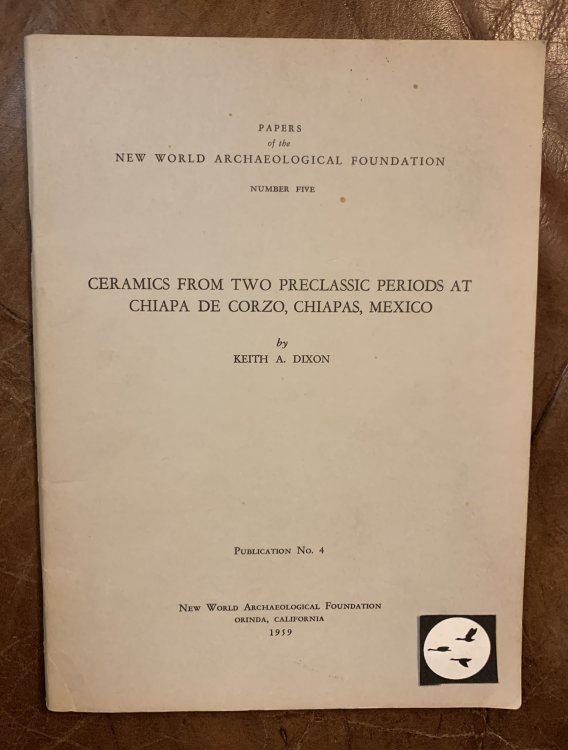 PAPERS
of the
NEW WORLD ARCHAEOLOGICAL FOUNDATION
NUMBER FIVE
CERAMICS FROM TWO PRECLASSIC PERIODS AT
CHIAPA DE CORZO, CHIAPAS, MEXICO
by
KEITH A. DIXON
PUBLICATION NO. 4
NEW WORLD ARCHAEOLOGICAL FOUNDATION
ORINDA, CALIFORNIA
1959